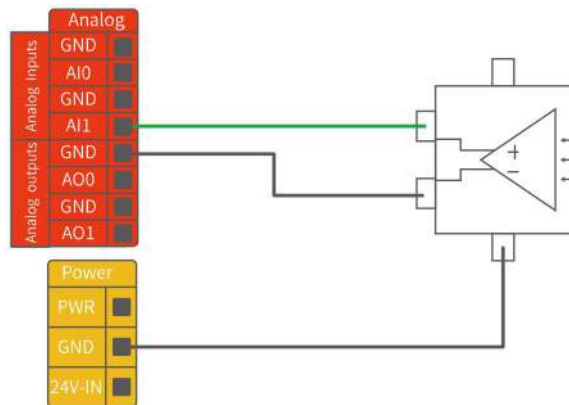 Analog
Analog Inputs
GND
AI0
GND
AI1
Analog outputs
GND
AO0
GND
AO1
+
−
Power
PWR
GND
24V-IN